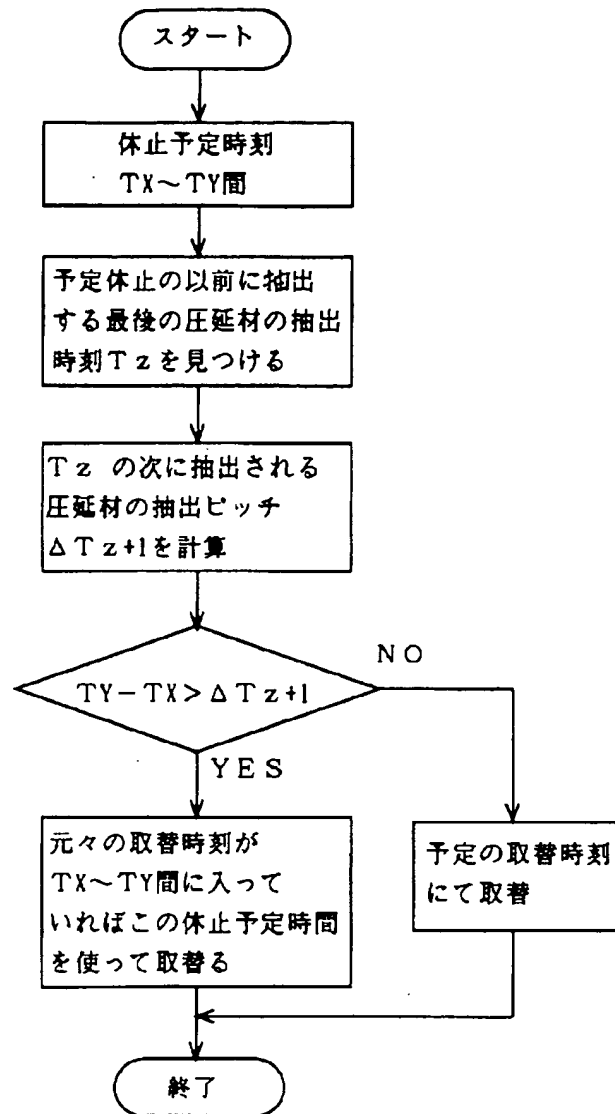 スタート
休止予定時刻
TX～TY間
予定休止の以前に抽出
する最後の圧延材の抽出
時刻Tzを見つける
Tz の次に抽出される
圧延材の抽出ピッチ
ΔTz+1を計算
TY－TX＞ΔTz+1
NO
YES
元々の取替時刻が
TX～TY間に入って
いればこの休止予定時間
を使って取替る
予定の取替時刻
にて取替
終了